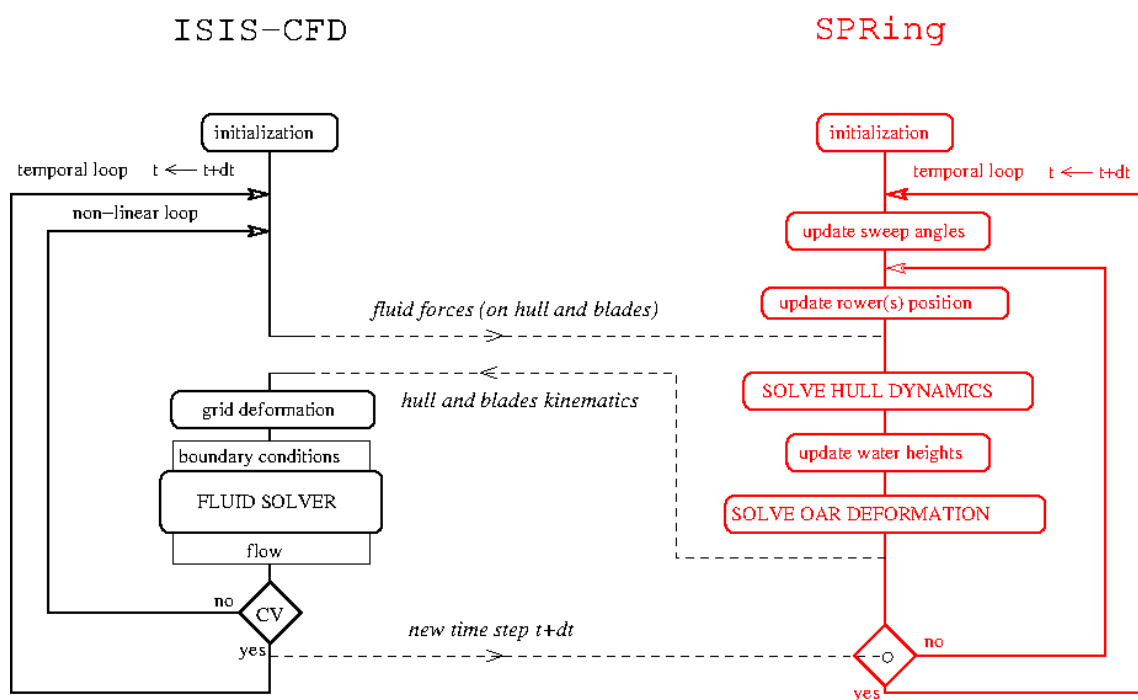 ISIS-CFD
SPRing
initialization
initialization
temporal loop t ← t+dt
temporal loop t ← t+dt
non-linear loop
update sweep angles
update rower(s) position
fluid forces (on hull and blades)
SOLVE HULL DYNAMICS
hull and blades kinematics
grid deformation
boundary conditions
update water heights
FLUID SOLVER
SOLVE OAR DEFORMATION
flow
no
CV
yes
new time step t+dt
no
yes